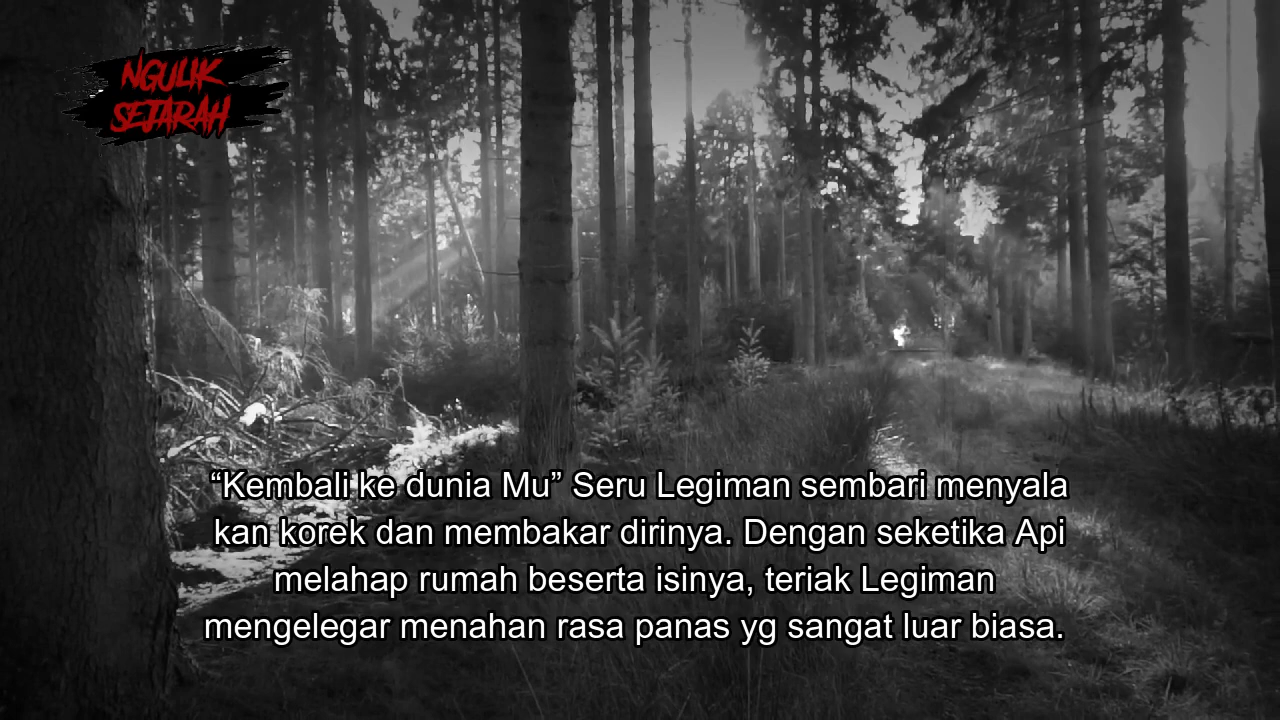 NGULIK
SEJARAH
“Kembali ke dunia Mu” Seru Legiman sembari menyala
kan korek dan membakar dirinya. Dengan seketika Api
melahap rumah beserta isinya, teriak Legiman
mengelegar menahan rasa panas yg sangat luar biasa.